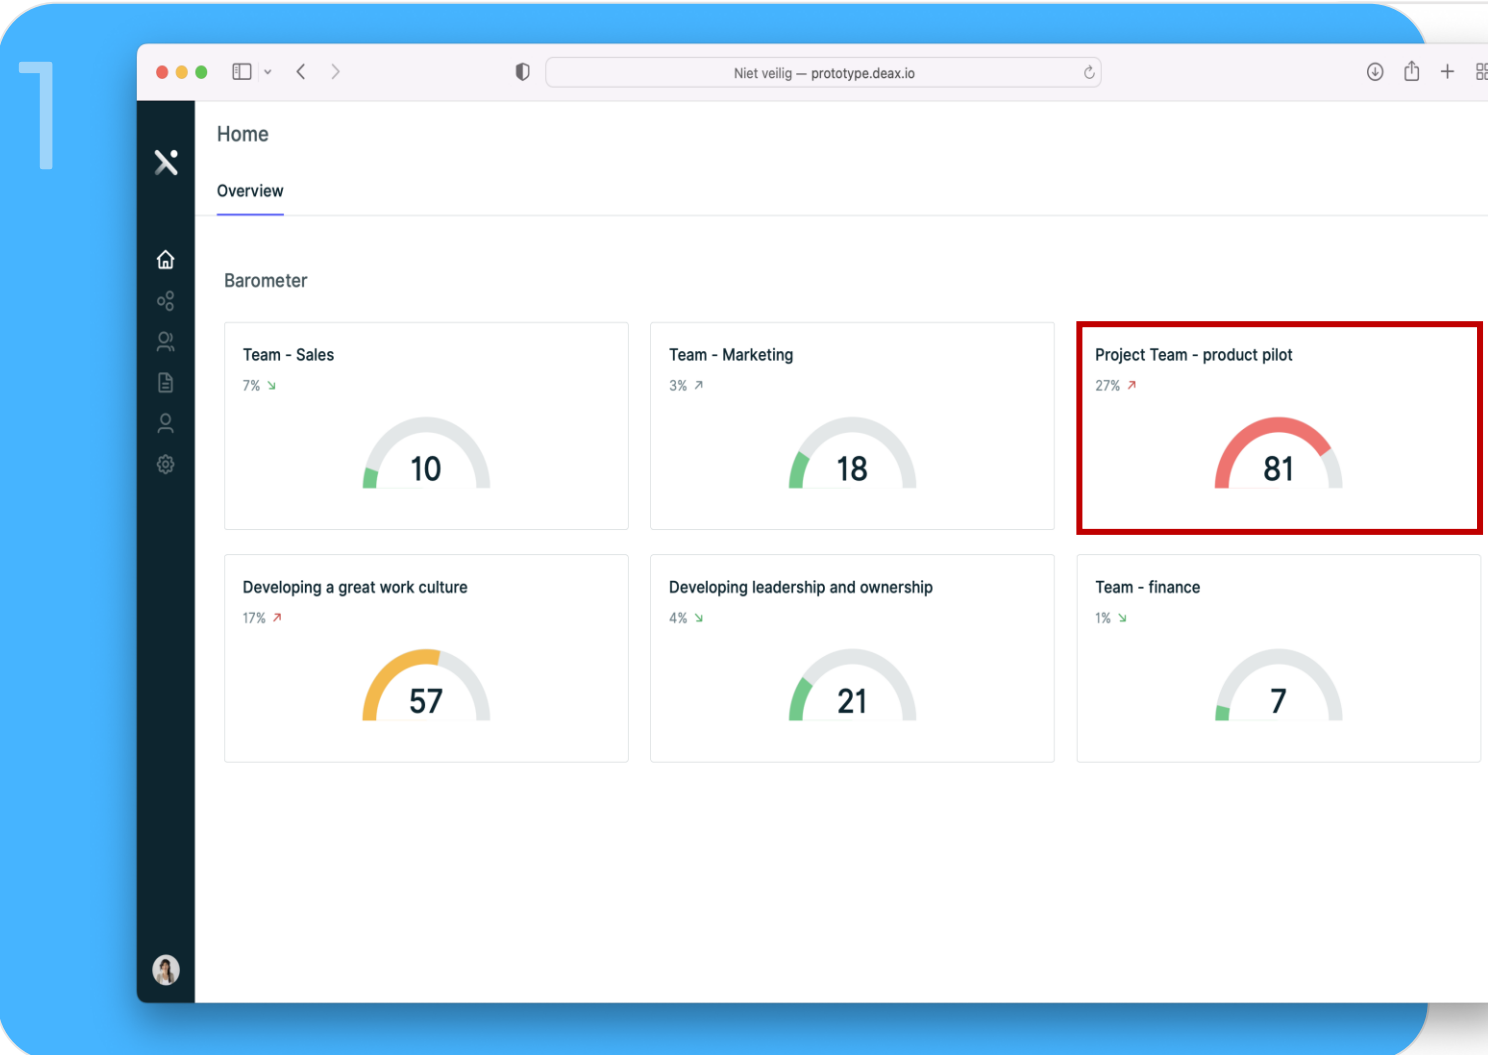 1
Niet veilig — prototype.deax.io
Home
Overview
Barometer
Team - Sales
7%
10
Team - Marketing
3%
18
Project Team - product pilot
27%
81
Developing a great work culture
17%
57
Developing leadership and ownership
4%
21
Team - finance
1%
7